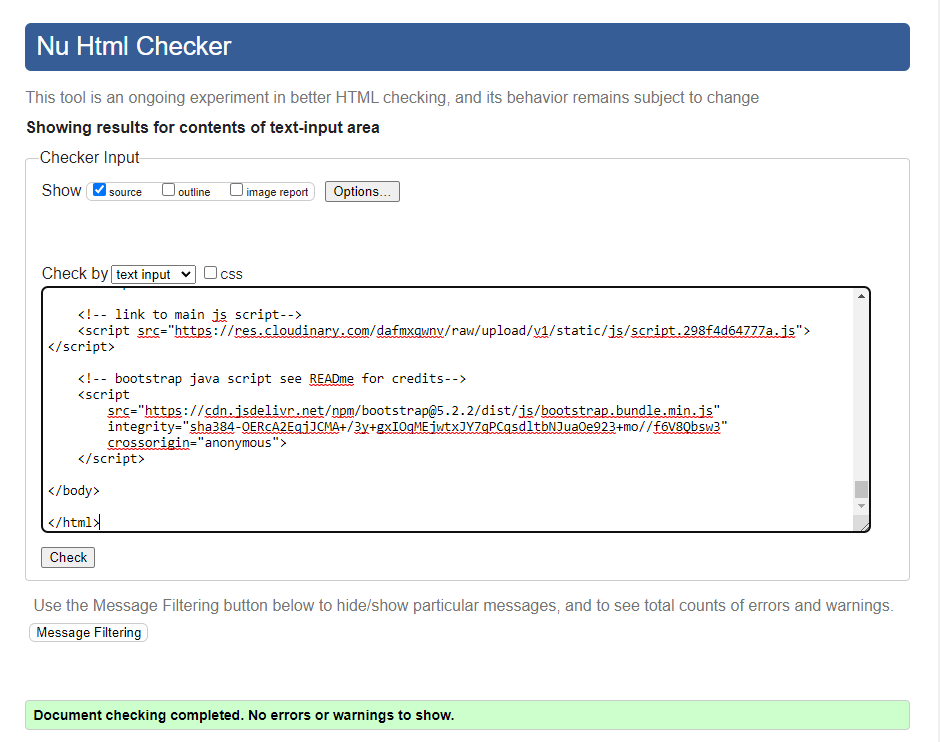 Nu Html Checker
This tool is an ongoing experiment in better HTML checking, and its behavior remains subject to change
Showing results for contents of text-input area
Checker Input
Show source outline image report Options...
Check by text input css
<!-- link to main js script-->
<script src="https://res.cloudinary.com/dafmxqwnv/raw/upload/v1/static/js/script.298f4d64777a.js">
</script>
<!-- bootstrap java script see READme for credits-->
<script
src="https://cdn.jsdelivr.net/npm/bootstrap@5.2.2/dist/js/bootstrap.bundle.min.js"
integrity="sha384-OERcA2EqjJCMA+/3y+gxIOqMEjwtxJY7qPCqsdltbNJuaOe923+mo//f6V8Qbsw3"
crossorigin="anonymous">
</script>
</body>
</html>
Check
Use the Message Filtering button below to hide/show particular messages, and to see total counts of errors and warnings.
Message Filtering
Document checking completed. No errors or warnings to show.